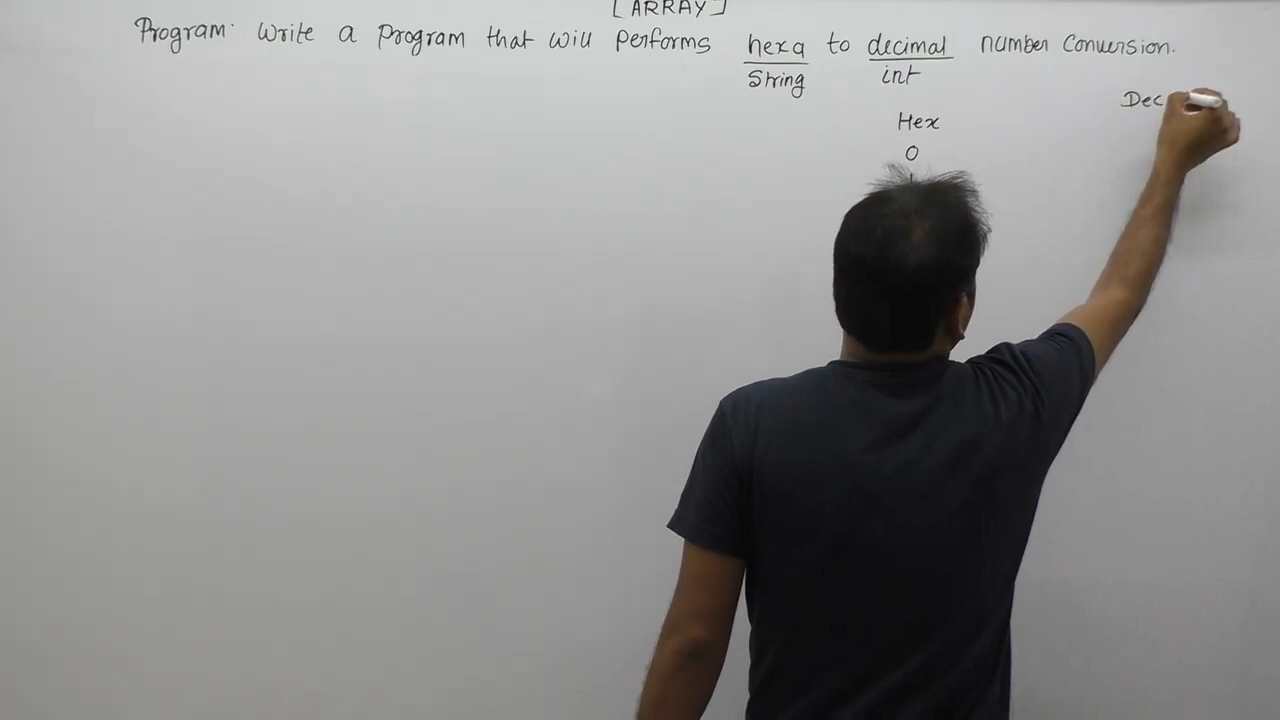 [ARRAY]
Program: Write a program that will performs hexa to decimal number conversion.
String int
Dec
Hex
0